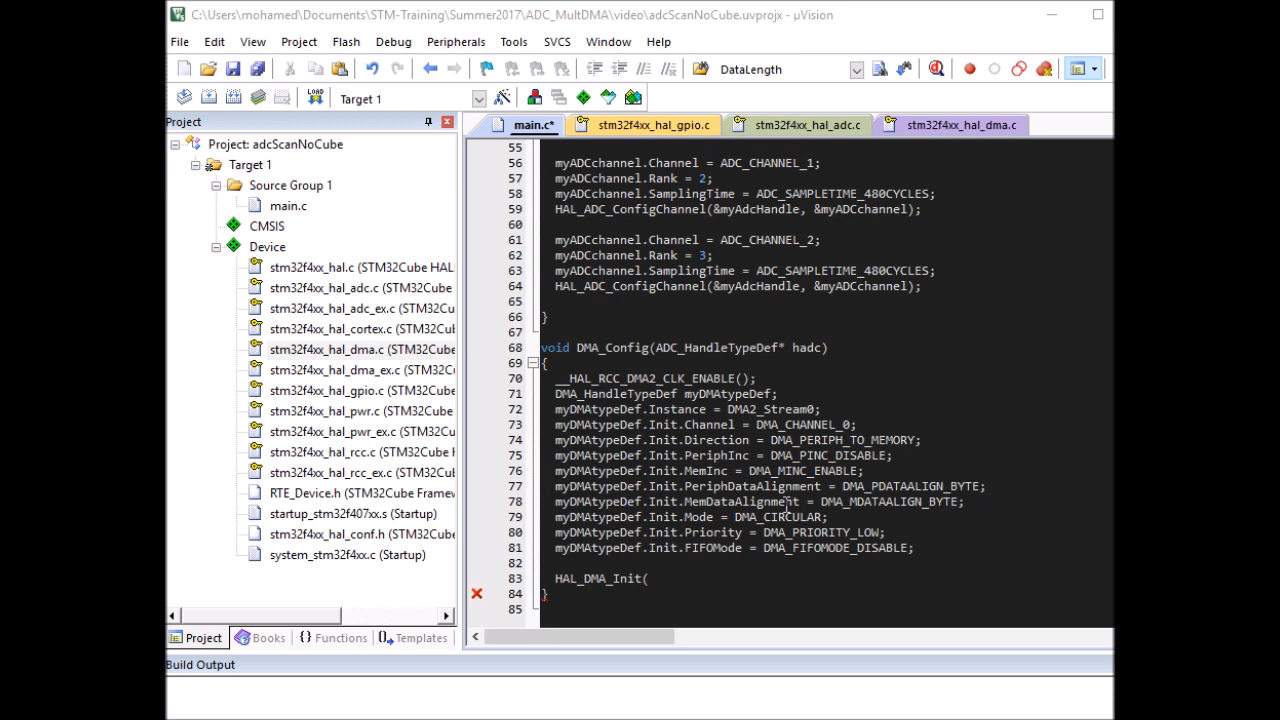 C:\Users\mohamed\Documents\STM-Training\Summer2017\ADC_MultDMA\video\adcScanNoCube.uvprojx - µVision
File Edit View Project Flash Debug Peripherals Tools SVCS Window Help
DataLength
LOAD Target 1
Project
main.c* stm32f4xx_hal_gpio.c stm32f4xx_hal_adc.c stm32f4xx_hal_dma.c
Project: adcScanNoCube
Target 1
Source Group 1
main.c
CMSIS
Device
stm32f4xx_hal.c (STM32Cube HAL
stm32f4xx_hal_adc.c (STM32Cube
stm32f4xx_hal_adc_ex.c (STM32Cu
stm32f4xx_hal_cortex.c (STM32Cu
stm32f4xx_hal_dma.c (STM32Cube
stm32f4xx_hal_dma_ex.c (STM32Cu
stm32f4xx_hal_gpio.c (STM32Cube
stm32f4xx_hal_pwr.c (STM32Cube
stm32f4xx_hal_pwr_ex.c (STM32Cu
stm32f4xx_hal_rcc.c (STM32Cube H
stm32f4xx_hal_rcc_ex.c (STM32Cu
RTE_Device.h (STM32Cube Framew
startup_stm32f407xx.s (Startup)
stm32f4xx_hal_conf.h (STM32Cube
system_stm32f4xx.c (Startup)
Project Books {} Functions Templates
55
56 myADCchannel.Channel = ADC_CHANNEL_1;
57 myADCchannel.Rank = 2;
58 myADCchannel.SamplingTime = ADC_SAMPLETIME_480CYCLES;
59 HAL_ADC_ConfigChannel(&myAdcHandle, &myADCchannel);
60
61 myADCchannel.Channel = ADC_CHANNEL_2;
62 myADCchannel.Rank = 3;
63 myADCchannel.SamplingTime = ADC_SAMPLETIME_480CYCLES;
64 HAL_ADC_ConfigChannel(&myAdcHandle, &myADCchannel);
65
66 }
67
68 void DMA_Config(ADC_HandleTypeDef* hadc)
69 {
70 __HAL_RCC_DMA2_CLK_ENABLE();
71 DMA_HandleTypeDef myDMAtypeDef;
72 myDMAtypeDef.Instance = DMA2_Stream0;
73 myDMAtypeDef.Init.Channel = DMA_CHANNEL_0;
74 myDMAtypeDef.Init.Direction = DMA_PERIPH_TO_MEMORY;
75 myDMAtypeDef.Init.PeriphInc = DMA_PINC_DISABLE;
76 myDMAtypeDef.Init.MemInc = DMA_MINC_ENABLE;
77 myDMAtypeDef.Init.PeriphDataAlignment = DMA_PDATAALIGN_BYTE;
78 myDMAtypeDef.Init.MemDataAlignment = DMA_MDATAALIGN_BYTE;
79 myDMAtypeDef.Init.Mode = DMA_CIRCULAR;
80 myDMAtypeDef.Init.Priority = DMA_PRIORITY_LOW;
81 myDMAtypeDef.Init.FIFOMode = DMA_FIFOMODE_DISABLE;
82
83 HAL_DMA_Init(
84 }
85
Build Output